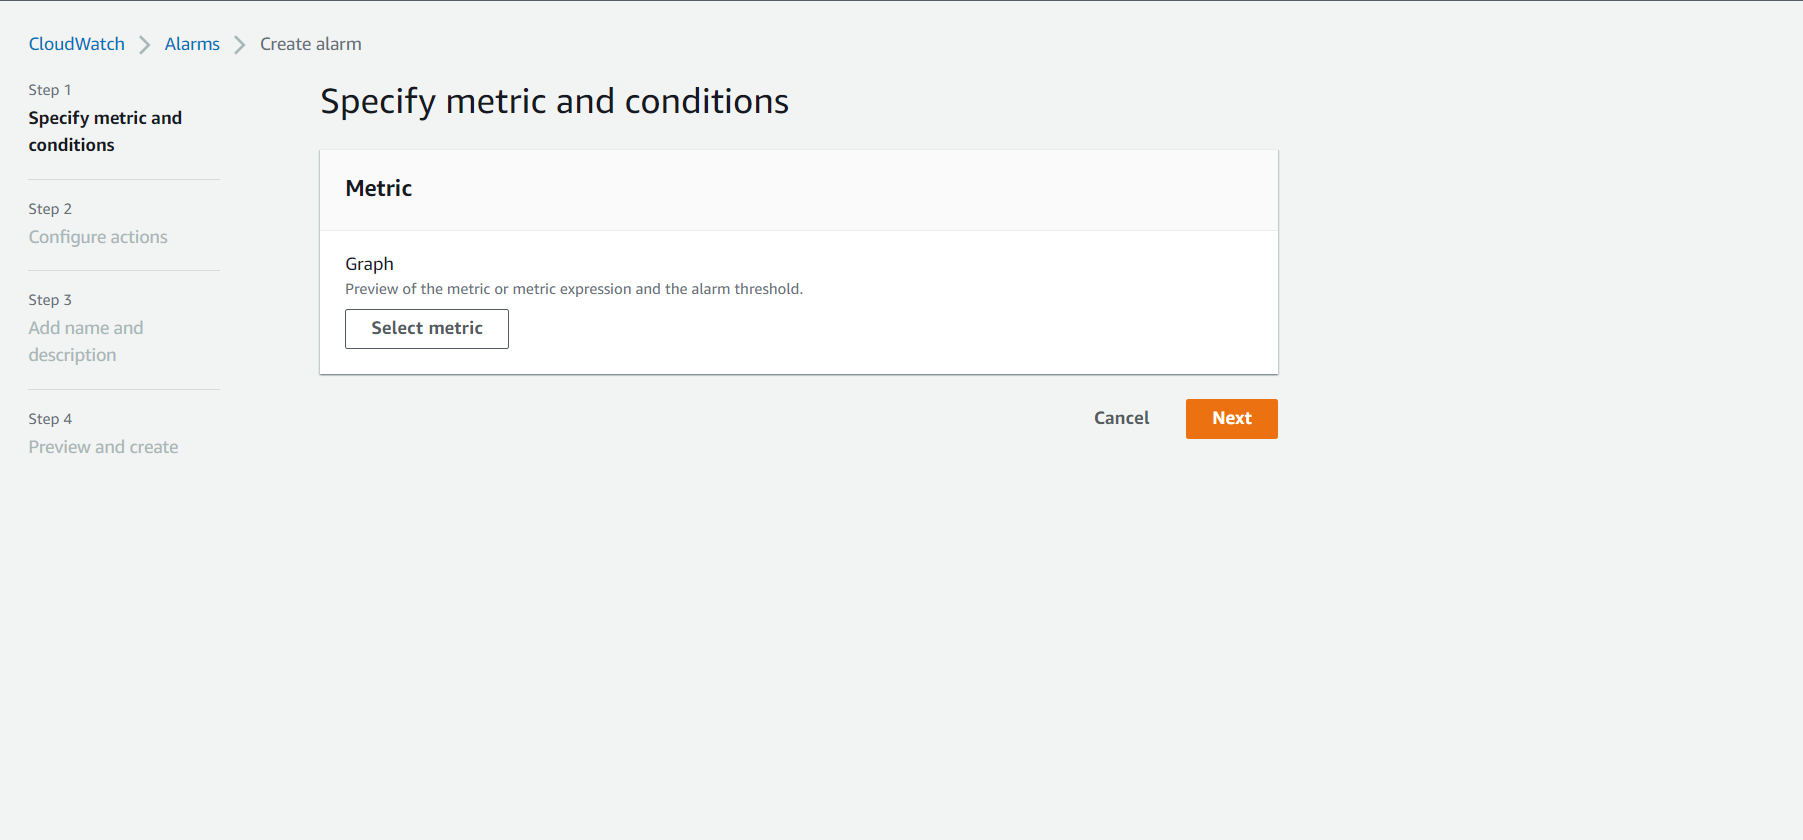 CloudWatch
Alarms
Create alarm
Step 1
Specify metric and
conditions
Step 2
Configure actions
Step 3
Add name and
description
Step 4
Preview and create
Specify metric and conditions
Metric
Graph
Preview of the metric or metric expression and the alarm threshold.
Select metric
Cancel
Next